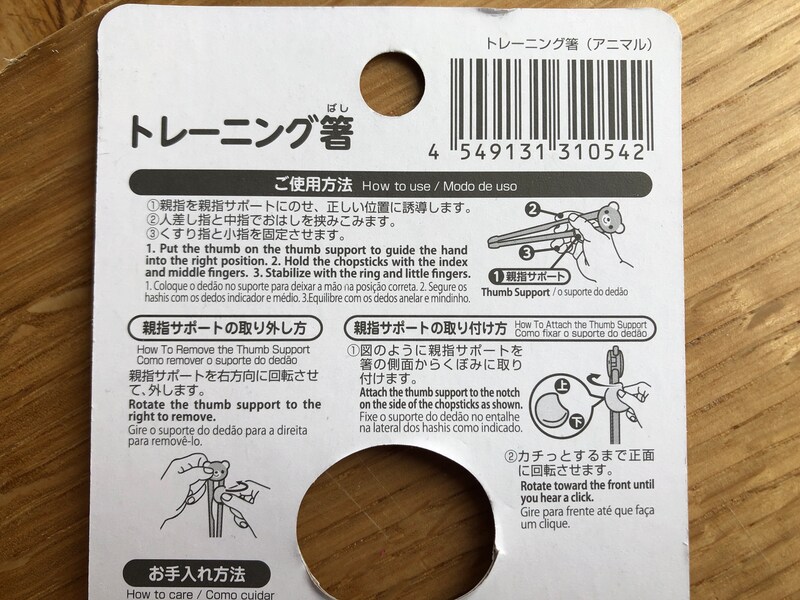 トレーニング箸（アニマル）
ばし
トレーニング箸
4 549131 310542
ご使用方法 How to use / Modo de uso
①親指を親指サポートにのせ、正しい位置に誘導します。
②人差し指と中指でおはしを挟みこみます。
③くすり指と小指を固定させます。
1. Put the thumb on the thumb support to guide the hand
into the right position. 2. Hold the chopsticks with the index
and middle fingers. 3. Stabilize with the ring and little fingers.
1. Coloque o dedão no suporte para deixar a mão na posição correta. 2. Segure os
hashis com os dedos indicador e médio. 3.Equilibre com os dedos anelar e mindinho.
②
③
①親指サポート
Thumb Support / o suporte do dedão
親指サポートの取り外し方
How To Remove the Thumb Support
Como remover o suporte do dedão
親指サポートを右方向に回転させ
て、外します。
Rotate the thumb support to the
right to remove.
Gire o suporte do dedão para a direita
para removê-lo.
親指サポートの取り付け方 How To Attach the Thumb Support
Como fixar o suporte do dedão
①図のように親指サポートを
箸の側面からくぼみに取り
付けます。
Attach the thumb support to the notch
on the side of the chopsticks as shown.
Fixe o suporte do dedão no entalhe
na lateral dos hashis como indicado.
上
下
②カチっとするまで正面
に回転させます。
Rotate toward the front until
you hear a click.
Gire para frente até que faça
um clique.
お手入れ方法
How to care / Como cuidar